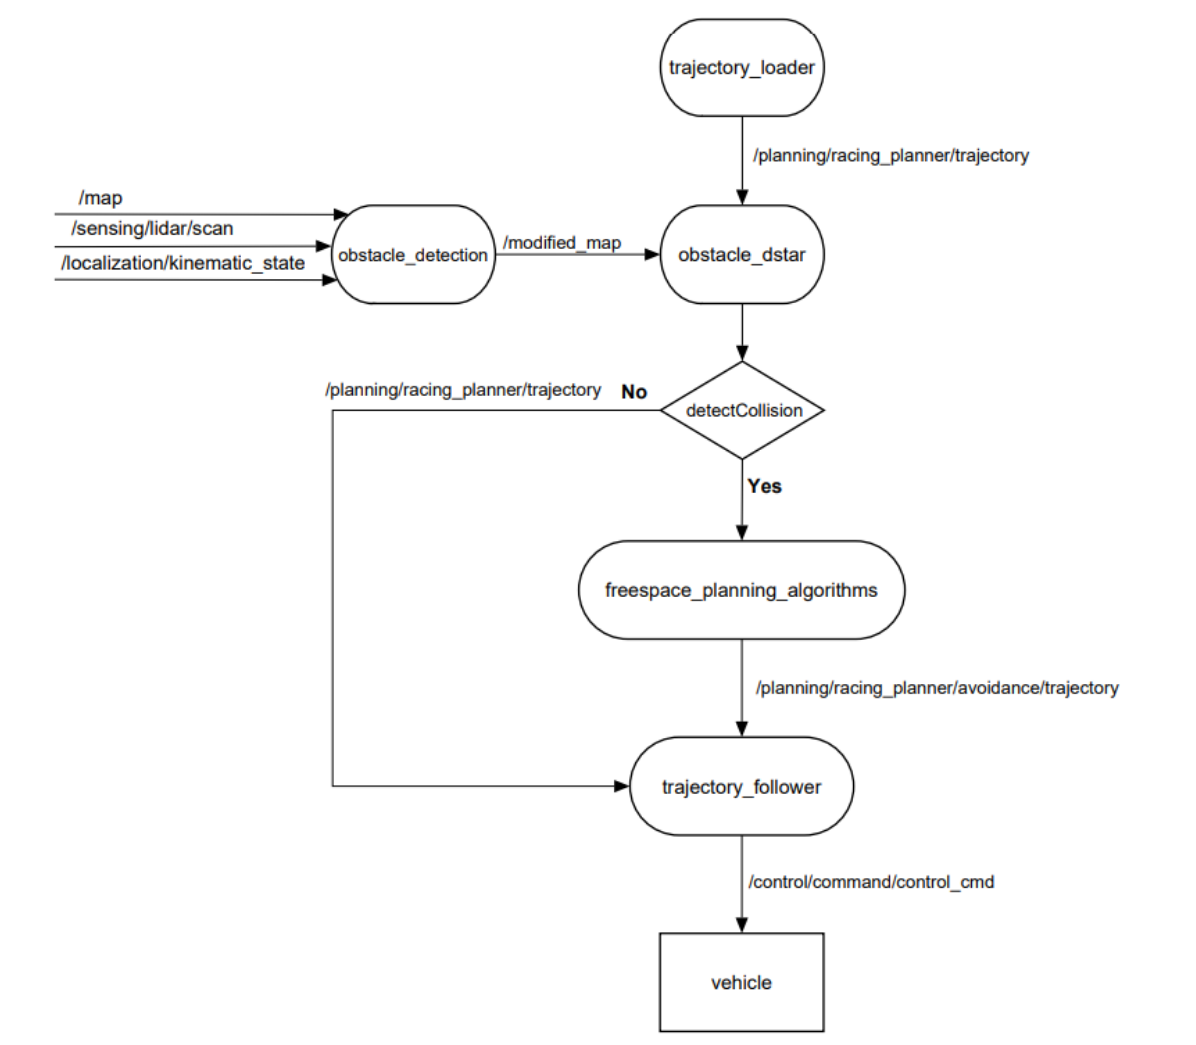 trajectory_loader
/planning/racing_planner/trajectory
/map
/sensing/lidar/scan
/localization/kinematic_state
obstacle_detection
/modified_map
obstacle_dstar
/planning/racing_planner/trajectory No
detectCollision
Yes
freespace_planning_algorithms
/planning/racing_planner/avoidance/trajectory
trajectory_follower
/control/command/control_cmd
vehicle